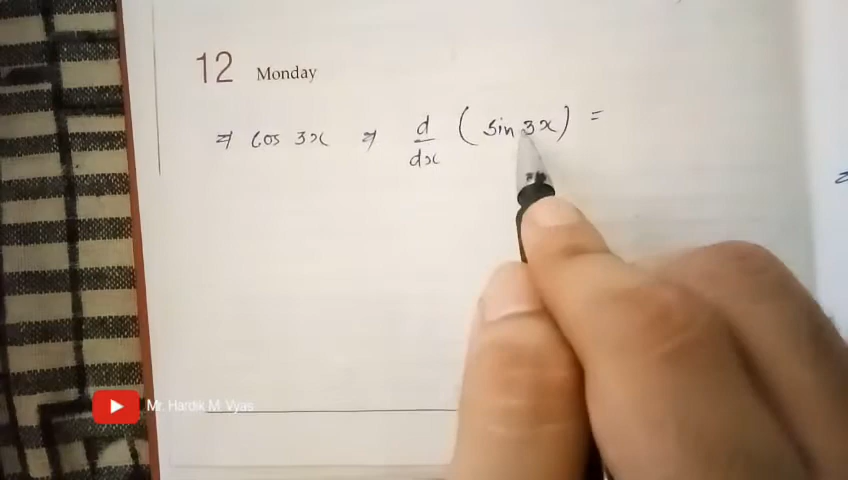 12 Monday
⇒ cos 3x ⇒ d/dx (sin 3x) =
Mr. Hardik M. Vyas